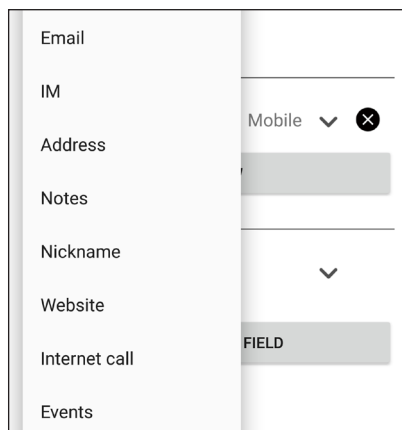 Email
IM
Address
Mobile
Notes
Nickname
Website
Internet call
FIELD
Events